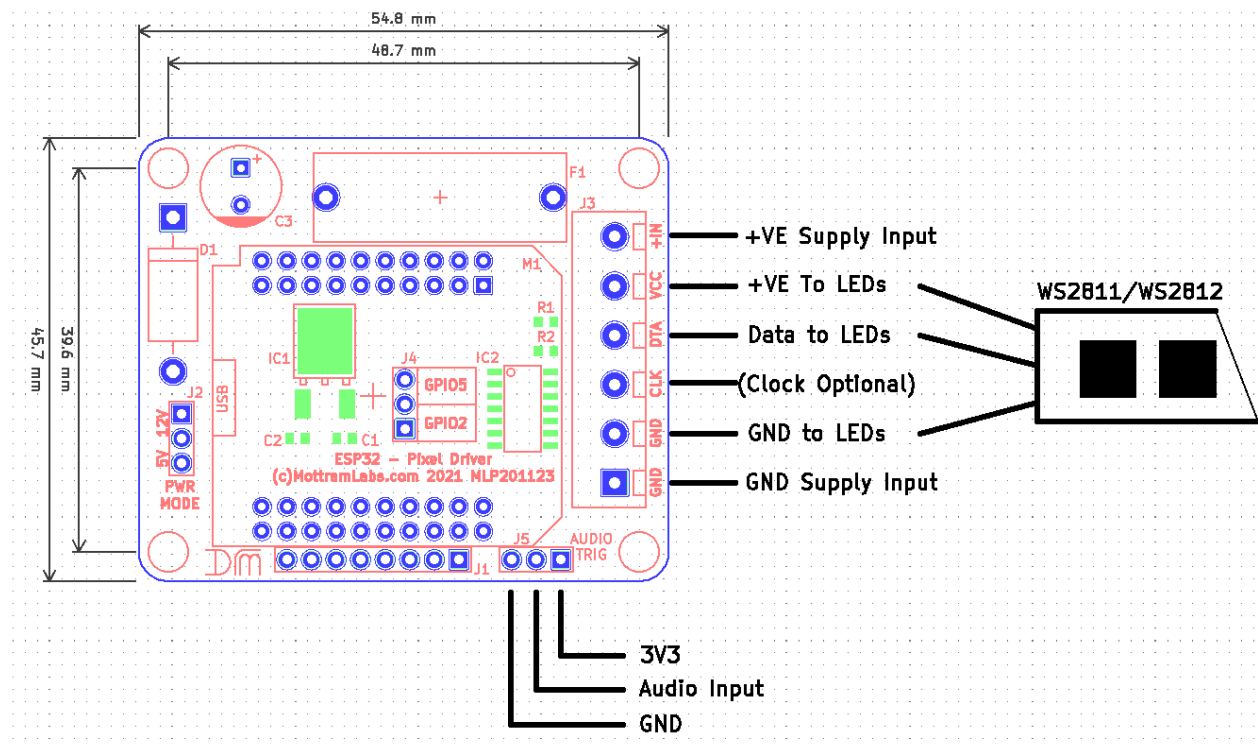 54.8 mm
48.7 mm
45.7 mm
39.6 mm
+
C3
F1
J3
D1
M1
+IN
+VE Supply Input
VCC
+VE To LEDs
WS2811/WS2812
R1
R2
DTA
Data to LEDs
IC1
J4
IC2
USB
J2
GPIO5
CLK
(Clock Optional)
12V
GPIO2
5V
C2
C1
GND
GND to LEDs
ESP32 - Pixel Driver
(c)MottramLabs.com 2021 MLP201123
GND
GND Supply Input
PWR
MODE
J5
AUDIO
TRIG
DM
J1
3V3
Audio Input
GND